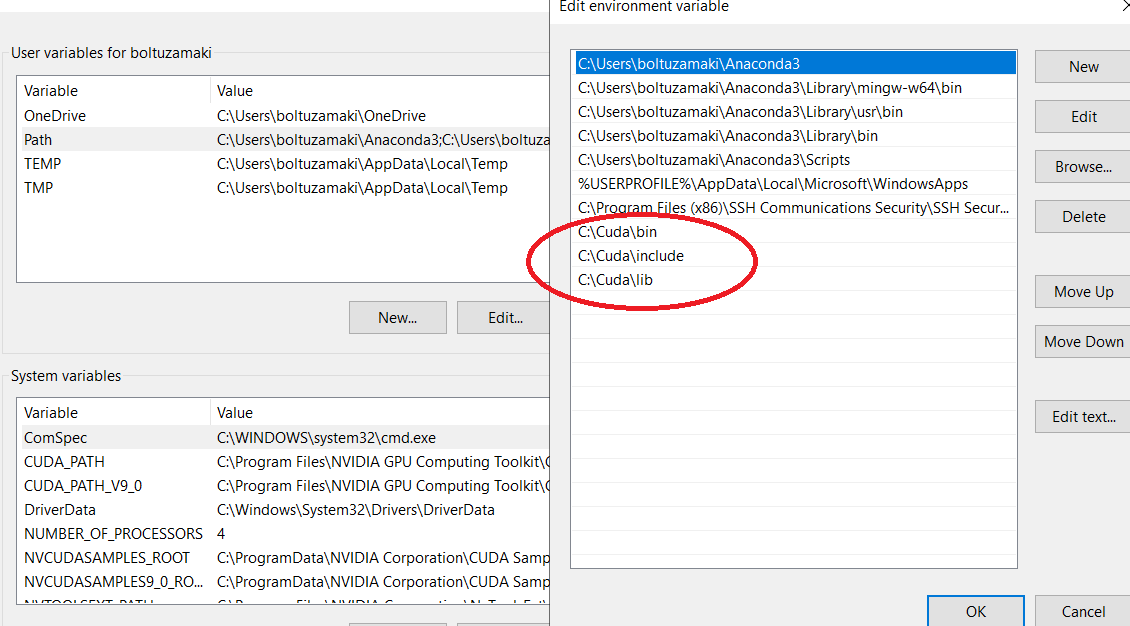 User variables for boltuzamaki
Variable Value
OneDrive C:\Users\boltuzamaki\OneDrive
Path C:\Users\boltuzamaki\Anaconda3;C:\Users\boltuza
TEMP C:\Users\boltuzamaki\AppData\Local\Temp
TMP C:\Users\boltuzamaki\AppData\Local\Temp
New... Edit...
System variables
Variable Value
ComSpec C:\WINDOWS\system32\cmd.exe
CUDA_PATH C:\Program Files\NVIDIA GPU Computing Toolkit\
CUDA_PATH_V9_0 C:\Program Files\NVIDIA GPU Computing Toolkit\
DriverData C:\Windows\System32\Drivers\DriverData
NUMBER_OF_PROCESSORS 4
NVCUDASAMPLES_ROOT C:\ProgramData\NVIDIA Corporation\CUDA Samp
NVCUDASAMPLES9_0_RO... C:\ProgramData\NVIDIA Corporation\CUDA Samp
Edit environment variable
C:\Users\boltuzamaki\Anaconda3
C:\Users\boltuzamaki\Anaconda3\Library\mingw-w64\bin
C:\Users\boltuzamaki\Anaconda3\Library\usr\bin
C:\Users\boltuzamaki\Anaconda3\Library\bin
C:\Users\boltuzamaki\Anaconda3\Scripts
%USERPROFILE%\AppData\Local\Microsoft\WindowsApps
C:\Program Files (x86)\SSH Communications Security\SSH Secur...
C:\Cuda\bin
C:\Cuda\include
C:\Cuda\lib
New
Edit
Browse...
Delete
Move Up
Move Down
Edit text...
OK Cancel